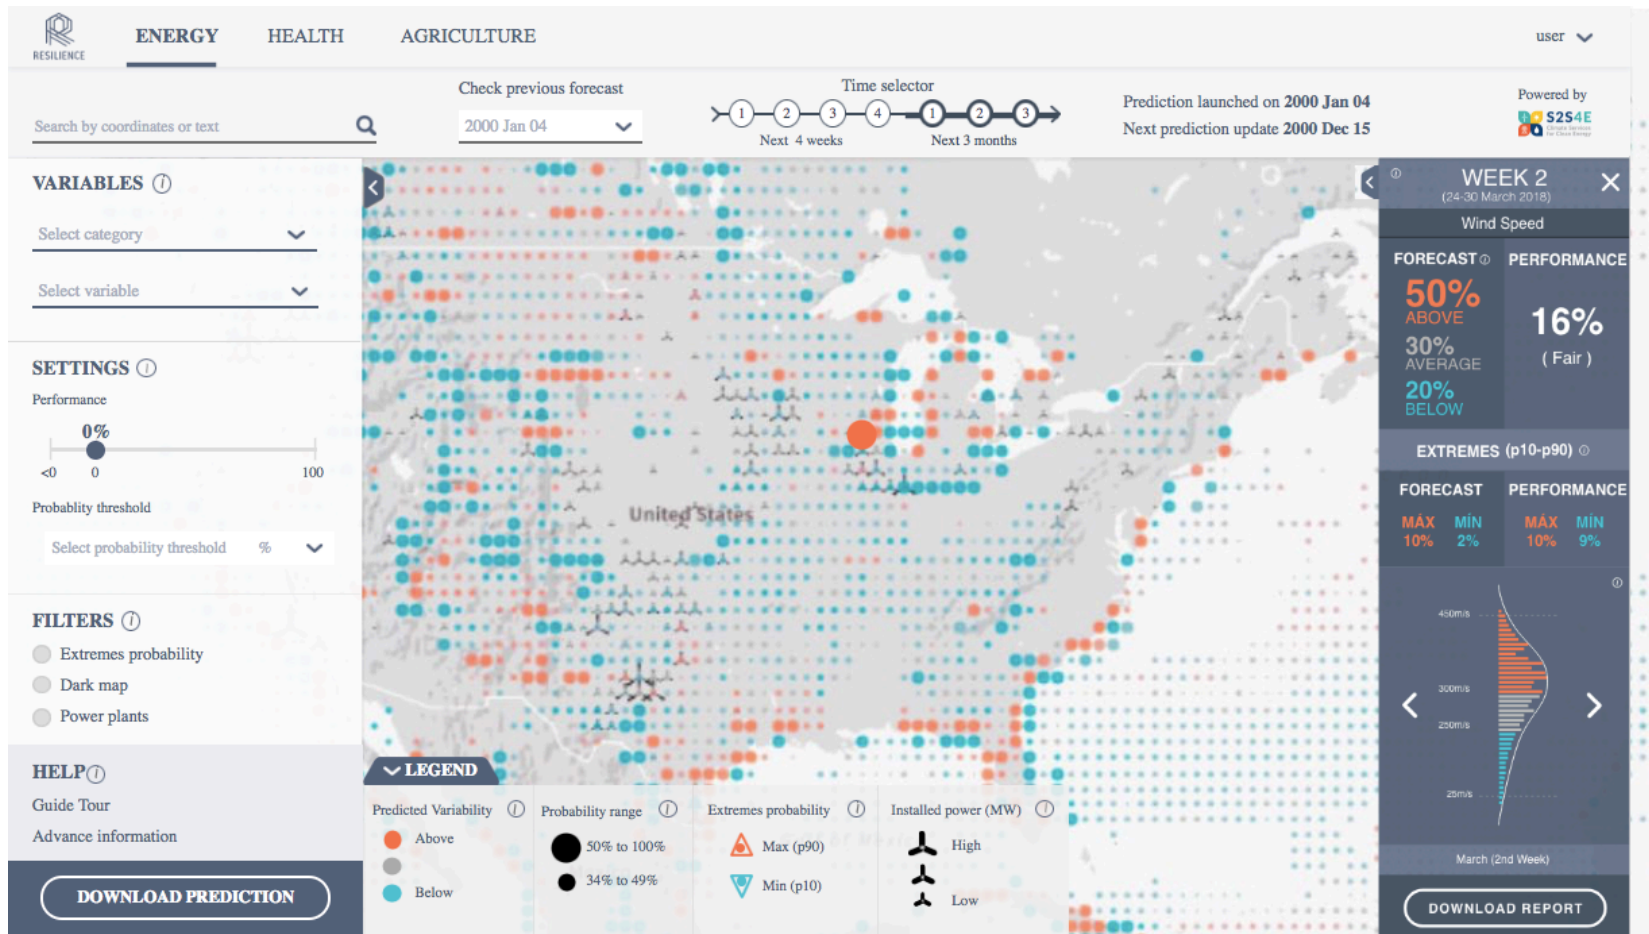 RESILIENCE
ENERGY
HEALTH
AGRICULTURE
user
Search by coordinates or text
Check previous forecast
2000 Jan 04
Time selector
1 2 3 4 1 2 3
Next 4 weeks
Next 3 months
Prediction launched on 2000 Jan 04
Next prediction update 2000 Dec 15
Powered by
S2S4E
Climate Services
for Clean Energy
VARIABLES
Select category
Select variable
SETTINGS
Performance
0%
<0 0 100
Probablity threshold
Select probability threshold %
FILTERS
Extremes probability
Dark map
Power plants
HELP
Guide Tour
Advance information
DOWNLOAD PREDICTION
United States
LEGEND
Predicted Variability
Above
Below
Probability range
50% to 100%
34% to 49%
Extremes probability
Max (p90)
Min (p10)
Installed power (MW)
High
Low
WEEK 2
(24-30 March 2018)
Wind Speed
FORECAST
50%
ABOVE
30%
AVERAGE
20%
BELOW
PERFORMANCE
16%
( Fair )
EXTREMES (p10-p90)
FORECAST
MÁX MÍN
10% 2%
PERFORMANCE
MÁX MÍN
10% 9%
450m/s
300m/s
250m/s
25m/s
March (2nd Week)
DOWNLOAD REPORT